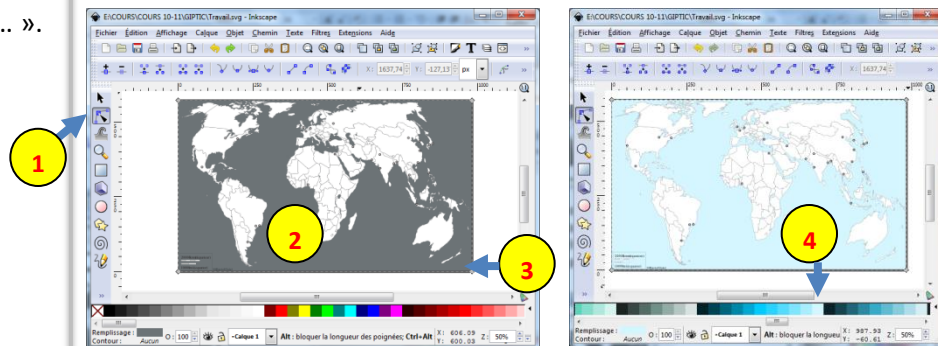 .. ».
E:\COURS\COURS 10-11\GIPTIC\Travail.svg - Inkscape
Fichier Édition Affichage Calque Objet Chemin Texte Filtres Extensions Aide
X: 1637,74 Y: -127,13 px
1
2
3
Remplissage :
Contour : Aucun
O: 100
-Calque 1
Alt : bloquer la longueur des poignées; Ctrl+Alt
X: 606.09
Y: 600.03
Z: 50%
E:\COURS\COURS 10-11\GIPTIC\Travail.svg - Inkscape
Fichier Édition Affichage Calque Objet Chemin Texte Filtres Extensions Aide
X: 1637,74
4
Remplissage :
Contour : Aucun
O: 100
-Calque 1
Alt : bloquer la longueu
X: 987.93
Y: -60.61
Z: 50%